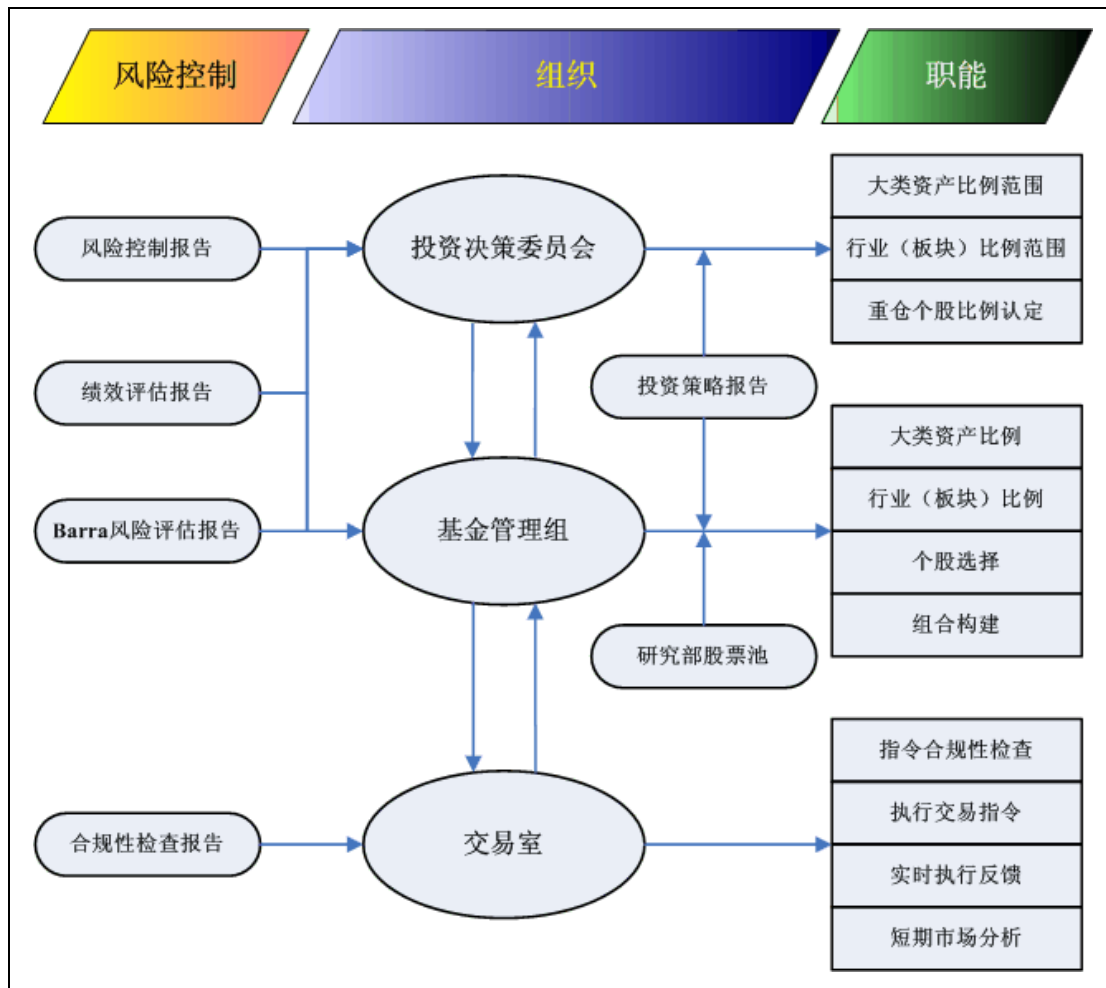 风险控制
组织
职能
风险控制报告
绩效评估报告
Barra风险评估报告
合规性检查报告
投资决策委员会
基金管理组
交易室
投资策略报告
研究部股票池
大类资产比例范围
行业（板块）比例范围
重仓个股比例认定
大类资产比例
行业（板块）比例
个股选择
组合构建
指令合规性检查
执行交易指令
实时执行反馈
短期市场分析